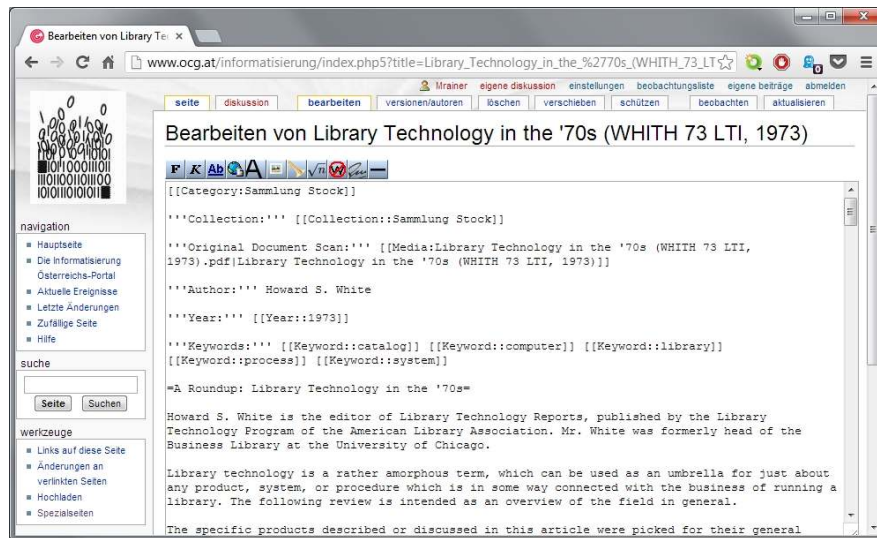 Bearbeiten von Library Te
www.ocg.at/informatisierung/index.php5?title=Library_Technology_in_the_%2770s_(WHITH_73_LT
Mrainer eigene diskussion einstellungen beobachtungsliste eigene beiträge abmelden
seite diskussion bearbeiten versionen/autoren löschen verschieben schützen beobachten aktualisieren
Bearbeiten von Library Technology in the '70s (WHITH 73 LTI, 1973)
F K Ab A √n W
[[Category:Sammlung Stock]]
'''Collection:''' [[Collection::Sammlung Stock]]
'''Original Document Scan:''' [[Media:Library Technology in the '70s (WHITH 73 LTI,
1973).pdf|Library Technology in the '70s (WHITH 73 LTI, 1973)]]
'''Author:''' Howard S. White
'''Year:''' [[Year::1973]]
'''Keywords:''' [[Keyword::catalog]] [[Keyword::computer]] [[Keyword::library]]
[[Keyword::process]] [[Keyword::system]]
=A Roundup: Library Technology in the '70s=
Howard S. White is the editor of Library Technology Reports, published by the Library
Technology Program of the American Library Association. Mr. White was formerly head of the
Business Library at the University of Chicago.
Library technology is a rather amorphous term, which can be used as an umbrella for just about
any product, system, or procedure which is in some way connected with the business of running a
library. The following review is intended as an overview of the field in general.
The specific products described or discussed in this article were picked for their general
navigation
Hauptseite
Die Informatisierung
Österreichs-Portal
Aktuelle Ereignisse
Letzte Änderungen
Zufällige Seite
Hilfe
suche
Seite Suchen
werkzeuge
Links auf diese Seite
Änderungen an
verlinkten Seiten
Hochladen
Spezialseiten